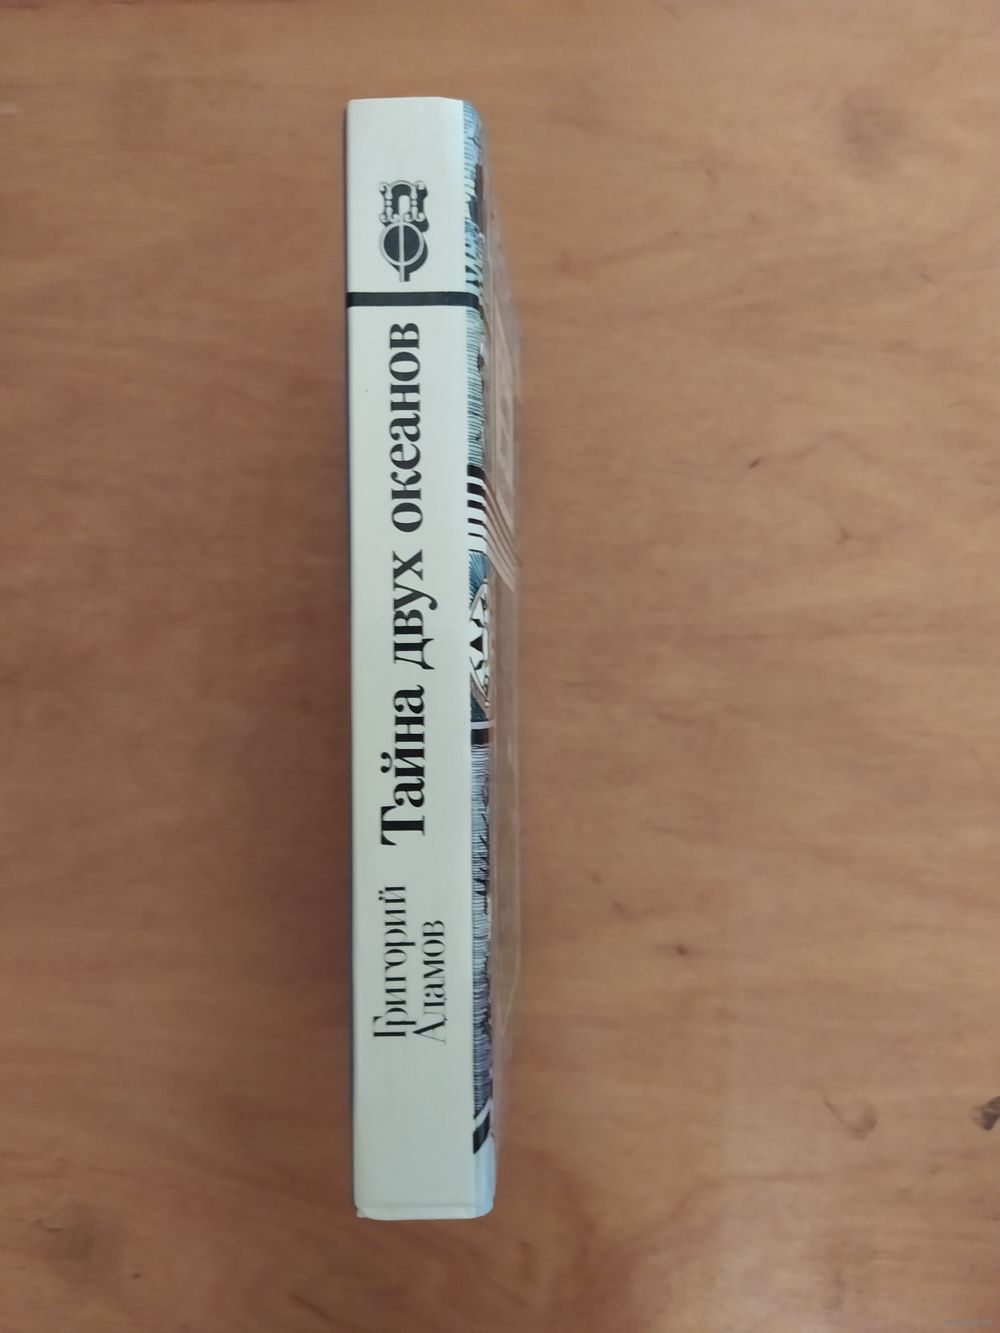 Григорий
Адамов
Тайна двух океанов